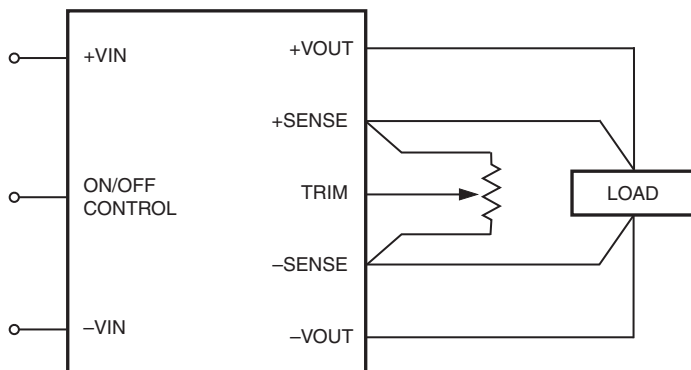 +VIN
ON/OFF
CONTROL
–VIN
+VOUT
+SENSE
TRIM
–SENSE
–VOUT
LOAD